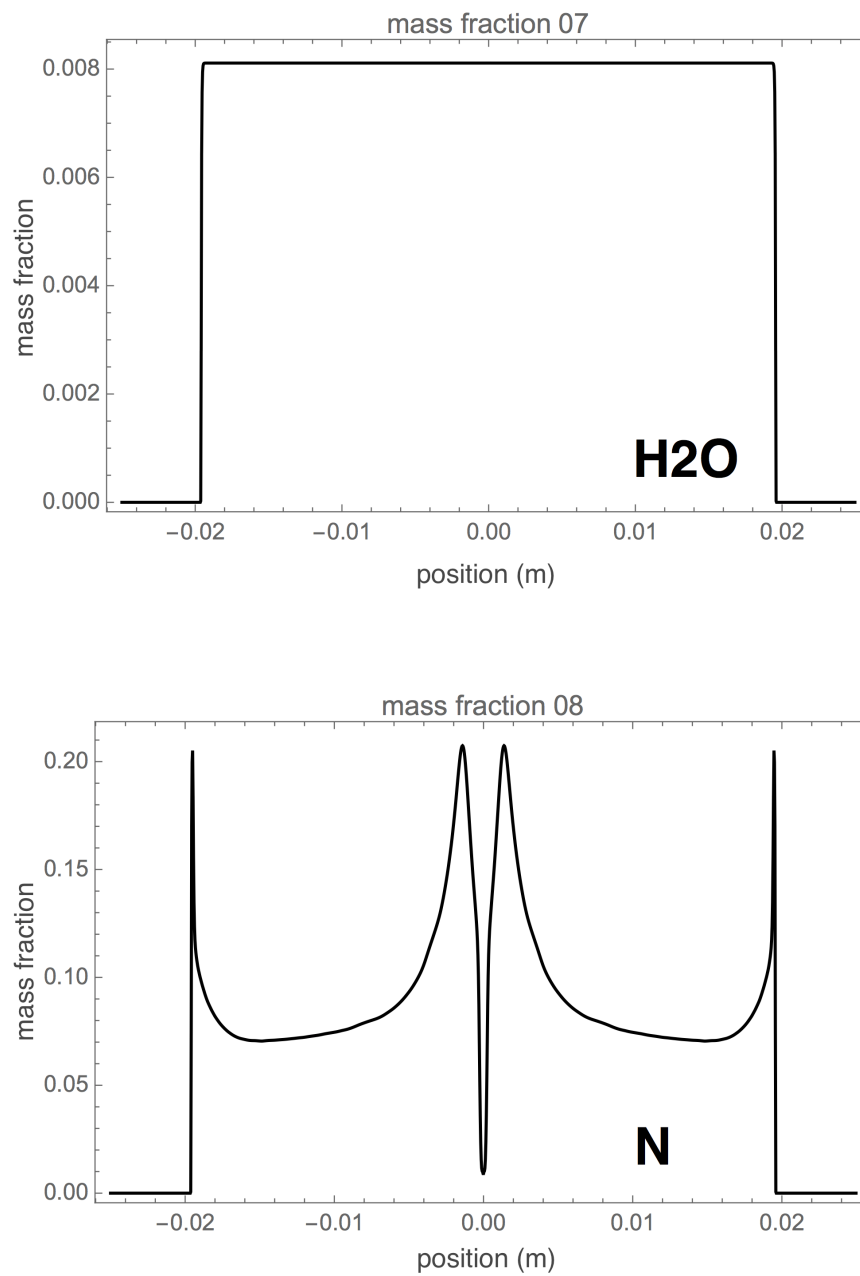 mass fraction 07
0.008
0.006
0.004
0.002
0.000
mass fraction
H2O
−0.02 −0.01 0.00 0.01 0.02
position (m)
mass fraction 08
0.20
0.15
0.10
0.05
0.00
mass fraction
N
−0.02 −0.01 0.00 0.01 0.02
position (m)